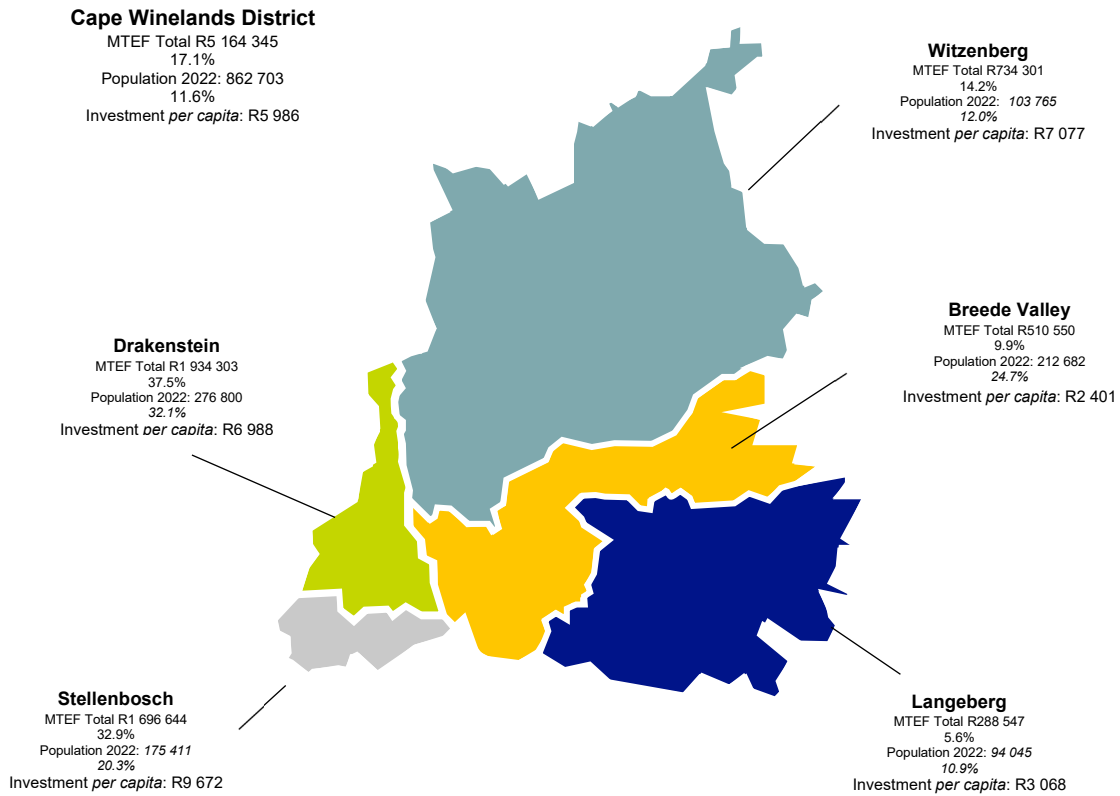 Cape Winelands District
MTEF Total R5 164 345
17.1%
Population 2022: 862 703
11.6%
Investment per capita: R5 986
Witzenberg
MTEF Total R734 301
14.2%
Population 2022: 103 765
12.0%
Investment per capita: R7 077
Breede Valley
MTEF Total R510 550
9.9%
Population 2022: 212 682
24.7%
Investment per capita: R2 401
Drakenstein
MTEF Total R1 934 303
37.5%
Population 2022: 276 800
32.1%
Investment per capita: R6 988
Stellenbosch
MTEF Total R1 696 644
32.9%
Population 2022: 175 411
20.3%
Investment per capita: R9 672
Langeberg
MTEF Total R288 547
5.6%
Population 2022: 94 045
10.9%
Investment per capita: R3 068